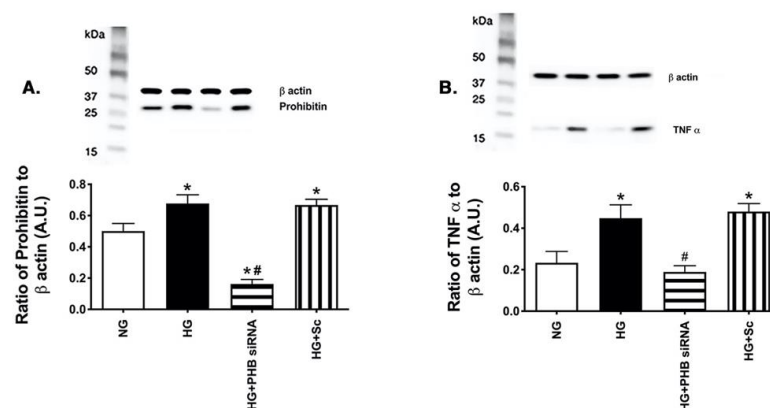 A.
kDa
50
37
25
15
β actin
Prohibitin
Ratio of Prohibitin to
β actin (A.U.)
0.8
0.6
0.4
0.2
0.0
*
*#
*
NG
HG
HG+PHB siRNA
HG+Sc
B.
kDa
50
37
25
15
β actin
TNF α
Ratio of TNF α to
β actin (A.U.)
0.6
0.4
0.2
0.0
*
#
*
NG
HG
HG+PHB siRNA
HG+Sc